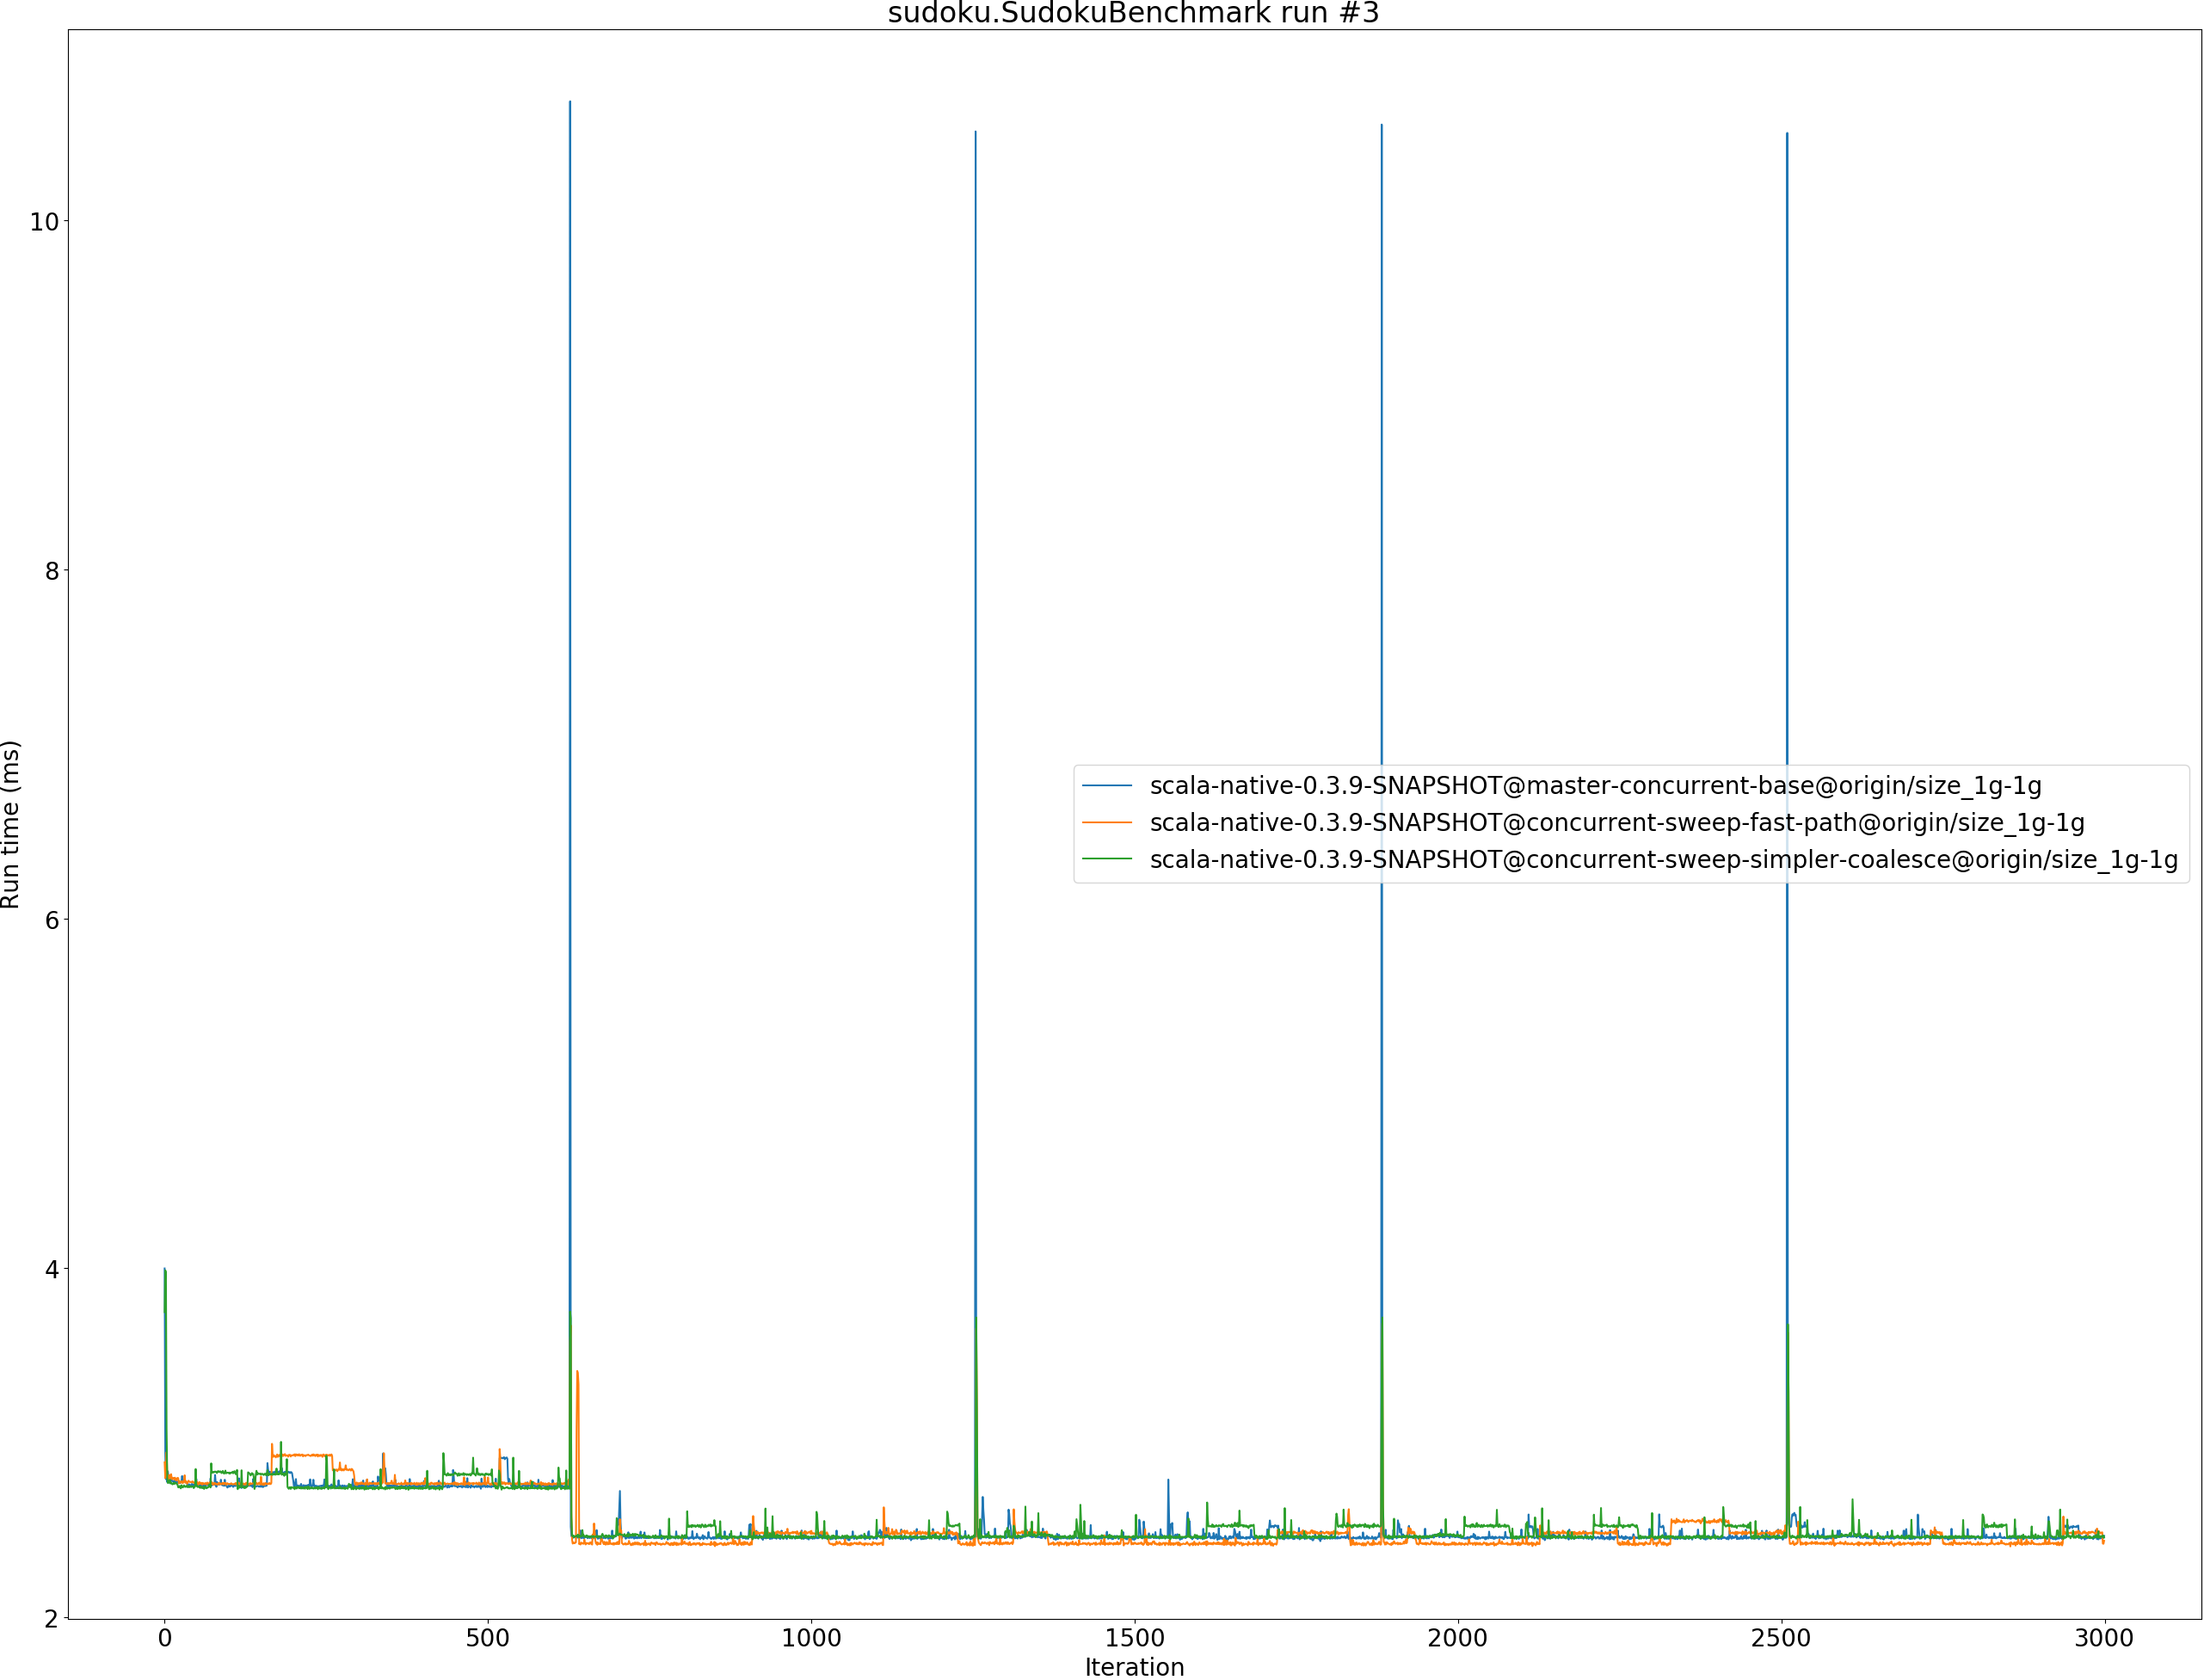 sudoku.SudokuBenchmark run #3
Run time (ms)
10
8
6
4
2
scala-native-0.3.9-SNAPSHOT@master-concurrent-base@origin/size_1g-1g
scala-native-0.3.9-SNAPSHOT@concurrent-sweep-fast-path@origin/size_1g-1g
scala-native-0.3.9-SNAPSHOT@concurrent-sweep-simpler-coalesce@origin/size_1g-1g
0 500 1000 1500 2000 2500 3000
Iteration